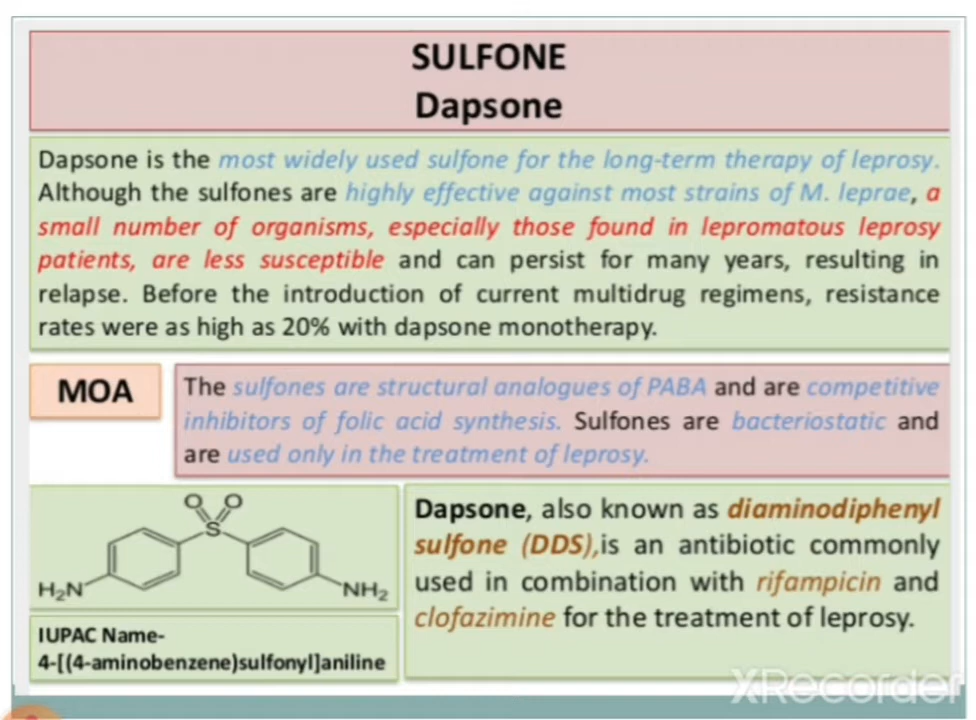 SULFONE
Dapsone
Dapsone is the most widely used sulfone for the long-term therapy of leprosy.
Although the sulfones are highly effective against most strains of M. leprae, a
small number of organisms, especially those found in lepromatous leprosy
patients, are less susceptible and can persist for many years, resulting in
relapse. Before the introduction of current multidrug regimens, resistance
rates were as high as 20% with dapsone monotherapy.
MOA
The sulfones are structural analogues of PABA and are competitive
inhibitors of folic acid synthesis. Sulfones are bacteriostatic and
are used only in the treatment of leprosy.
O O
S
H₂N
NH₂
IUPAC Name-
4-[(4-aminobenzene)sulfonyl]aniline
Dapsone, also known as diaminodiphenyl
sulfone (DDS),is an antibiotic commonly
used in combination with rifampicin and
clofazimine for the treatment of leprosy.
XRecorder